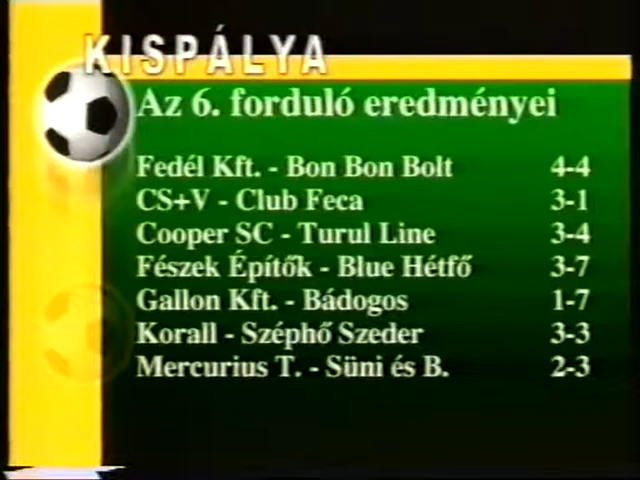 KISPÁLYA
Az 6. forduló eredményei
Fedél Kft. - Bon Bon Bolt 4-4
CS+V - Club Feca 3-1
Cooper SC - Turul Line 3-4
Fészek Építők - Blue Hétfő 3-7
Gallon Kft. - Bádogos 1-7
Korall - Széphő Szeder 3-3
Mercurius T. - Süni és B. 2-3